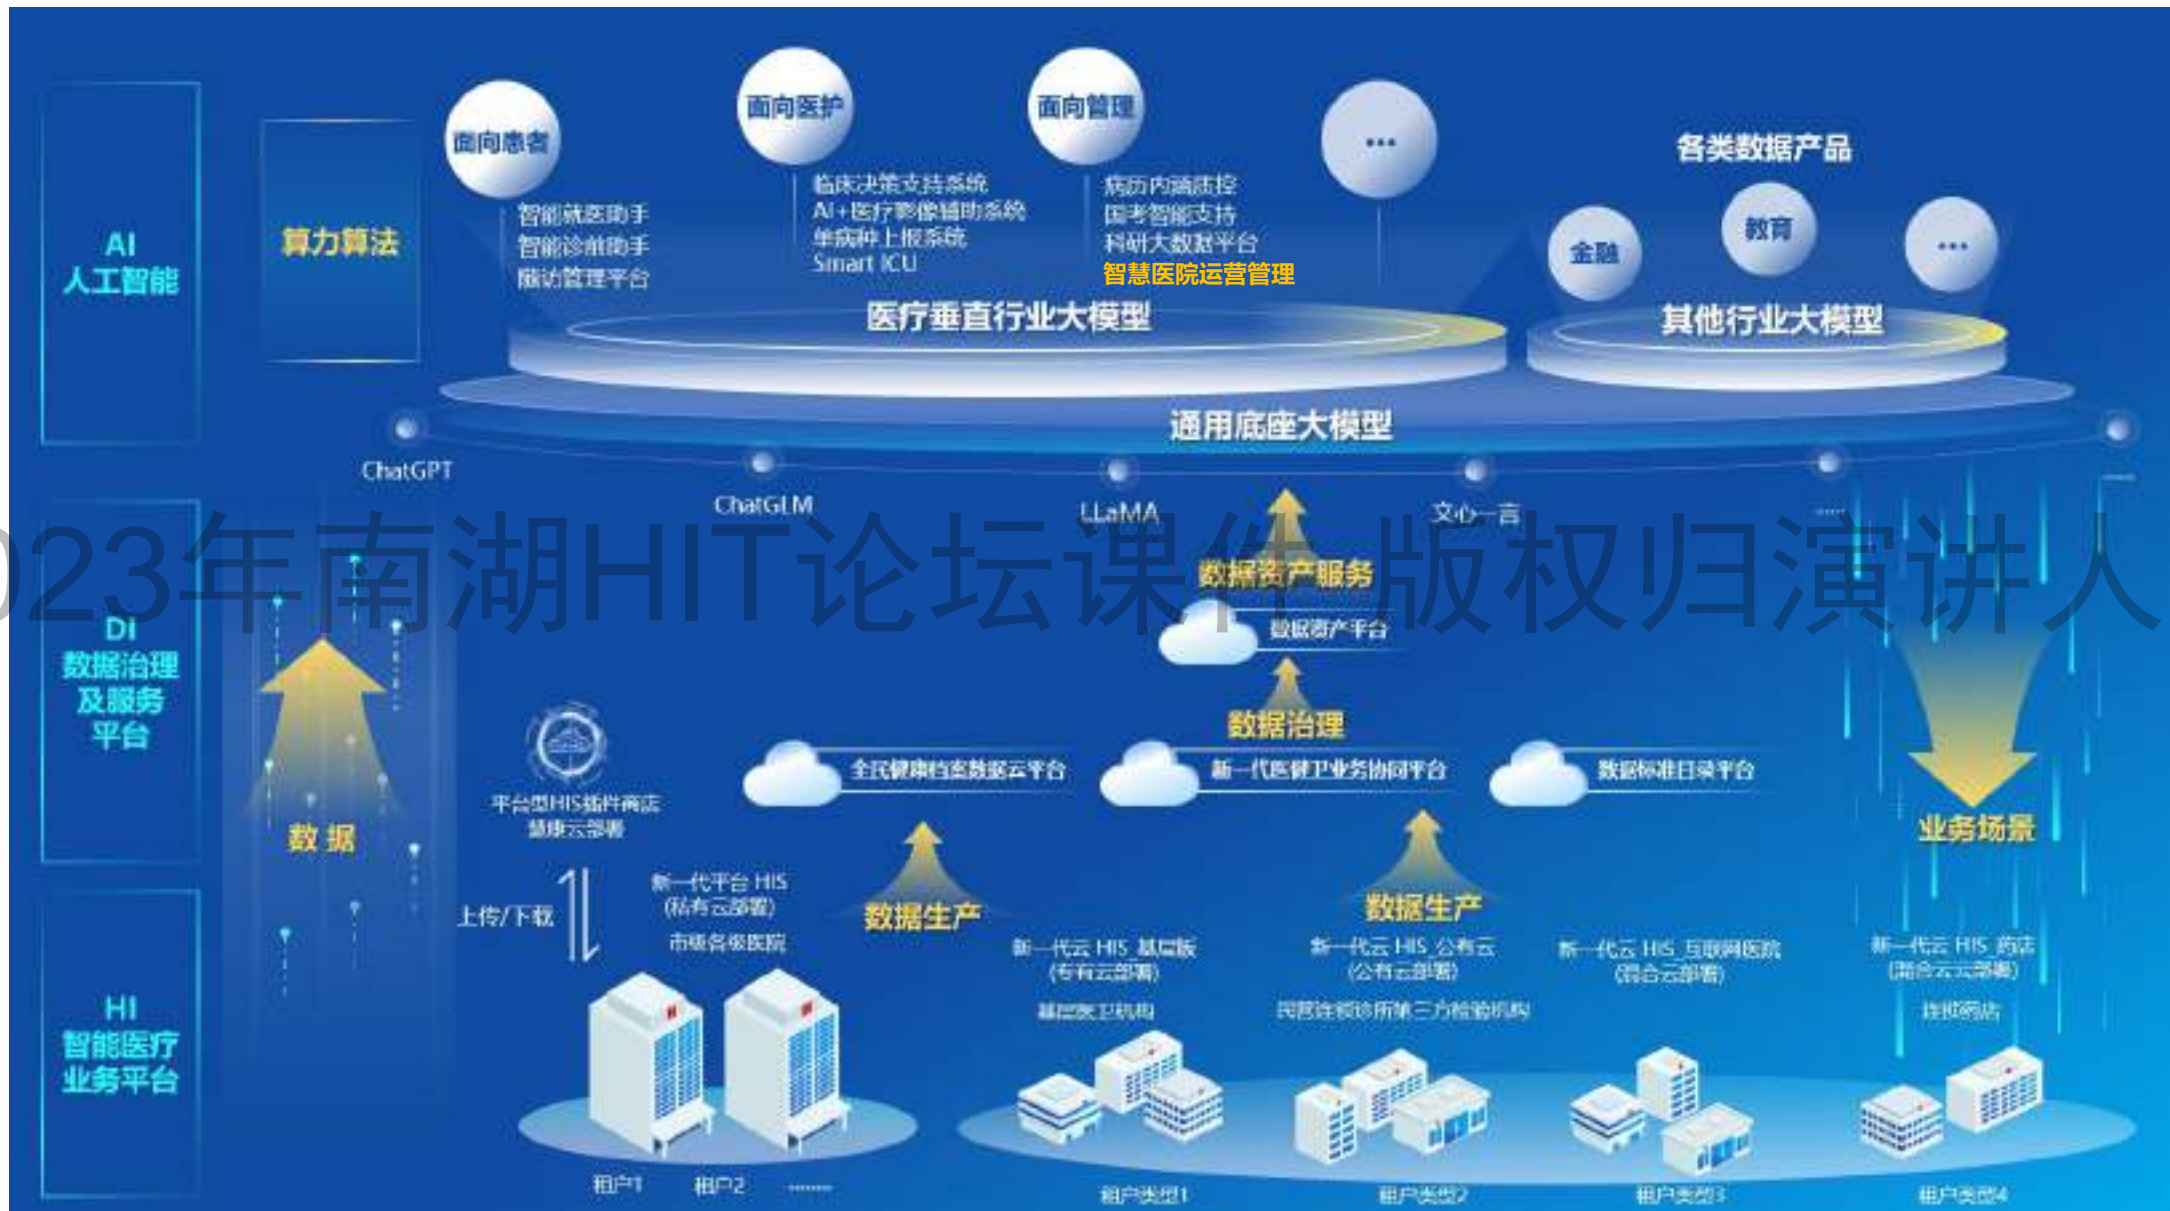 面向患者
面向医护
面向管理
...
各类数据产品
AI
人工智能
算力算法
智能就医助手
智能诊前助手
随访管理平台
临床决策支持系统
AI+医疗影像辅助系统
单病种上报系统
Smart ICU
病历内涵质控
国考智能支持
科研大数据平台
智慧医院运营管理
金融
教育
...
医疗垂直行业大模型
其他行业大模型
通用底座大模型
ChatGPT
ChatGLM
LLaMA
文心一言
......
023年南湖HIT论坛课件 版权归演讲人
DI
数据治理
及服务
平台
数据
数据资产服务
数据资产平台
数据治理
全民健康档案数据云平台
新一代医健卫业务协同平台
数据标准目录平台
平台型HIS插件商店
慧康云部署
业务场景
HI
智能医疗
业务平台
上传/下载
新一代平台 HIS
(私有云部署)
市级各级医院
数据生产
数据生产
新一代云 HIS_基层版
(专有云部署)
基层医卫机构
新一代云 HIS_公有云
(公有云部署)
民营连锁诊所第三方检验机构
新一代云 HIS_互联网医院
(混合云部署)
新一代云 HIS_药店
(混合云云部署)
连锁药店
租户1
租户2
........
租户类型1
租户类型2
租户类型3
租户类型4